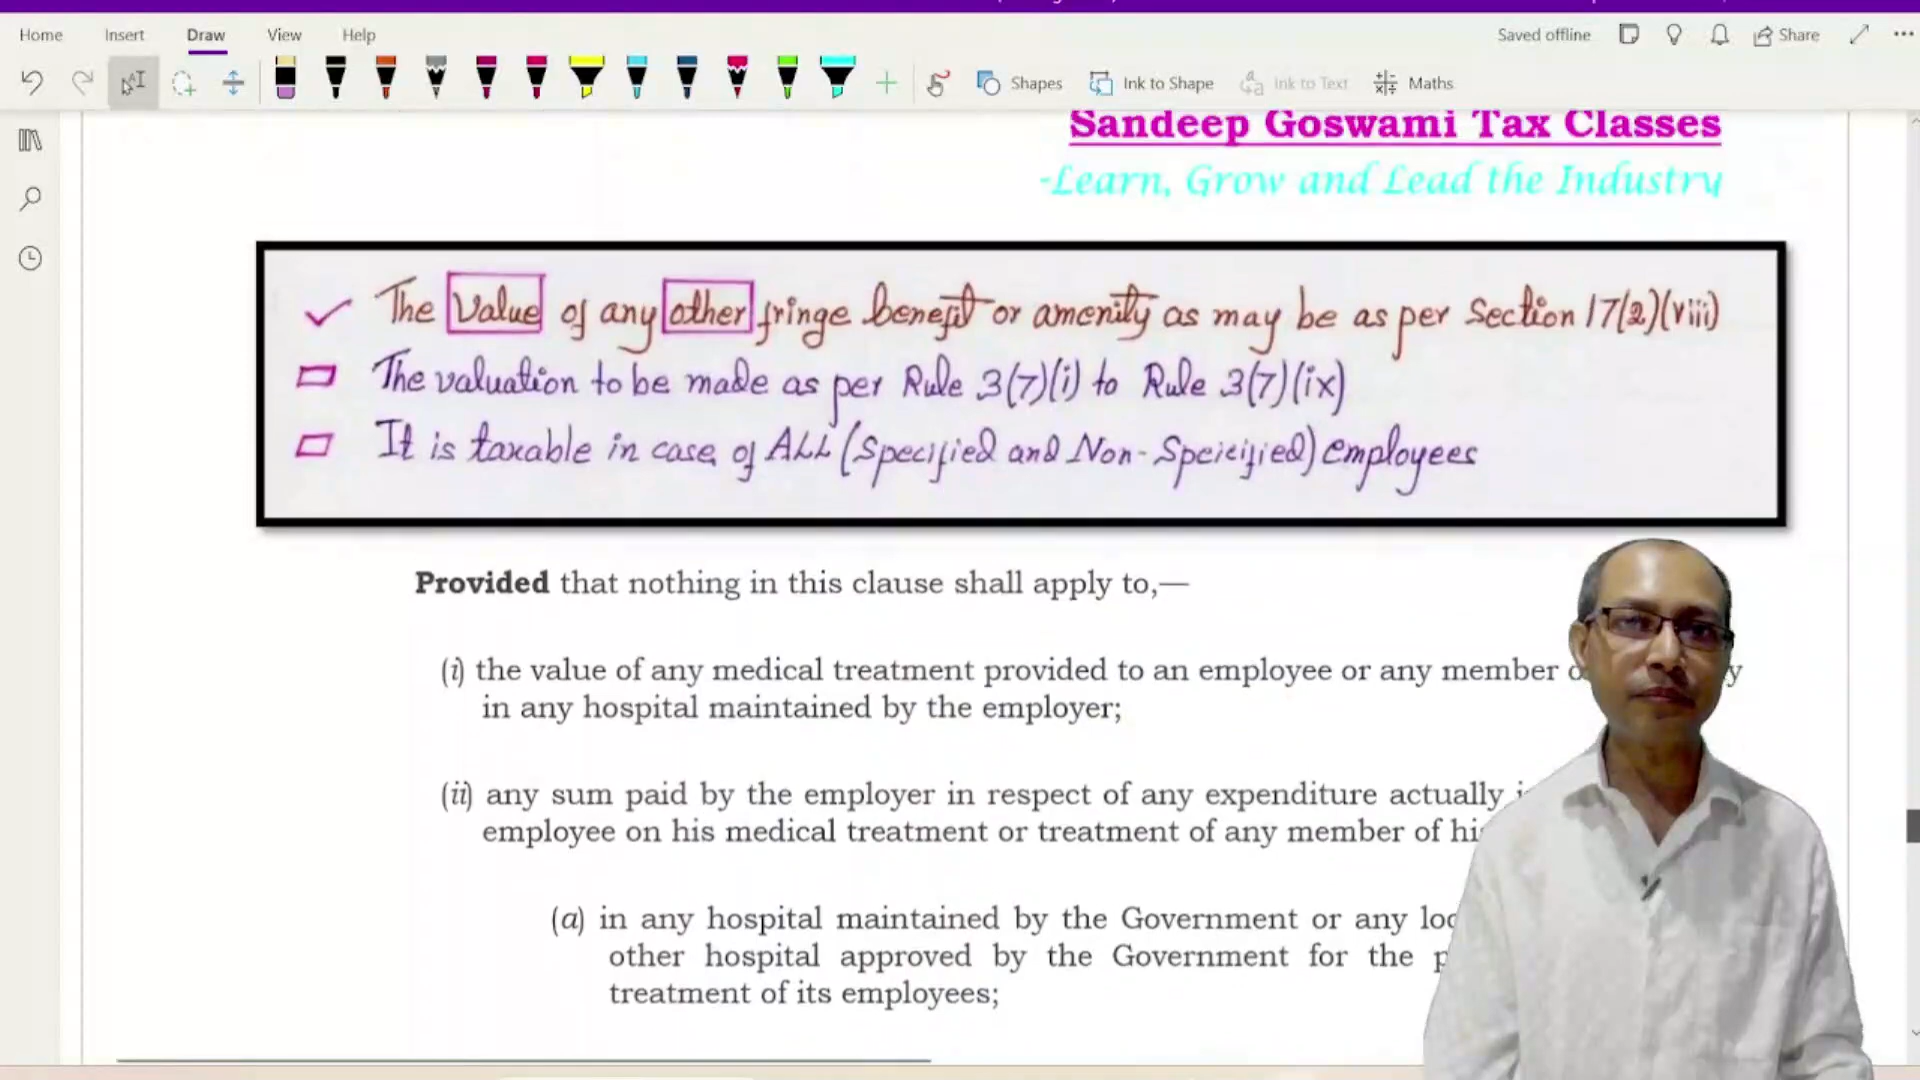 Home Insert Draw View Help Saved offline Share
Shapes Ink to Shape Ink to Text Maths
Sandeep Goswami Tax Classes
-Learn, Grow and Lead the Industry
The Value of any other fringe benefit or amenity as may be as per Section 17(2)(viii)
The valuation to be made as per Rule 3(7)(i) to Rule 3(7)(ix)
It is taxable in case of ALL (Specified and Non-Speicified) employees
Provided that nothing in this clause shall apply to,—
(i) the value of any medical treatment provided to an employee or any member
in any hospital maintained by the employer;
(ii) any sum paid by the employer in respect of any expenditure actually
employee on his medical treatment or treatment of any member of
(a) in any hospital maintained by the Government or any
other hospital approved by the Government for the
treatment of its employees;